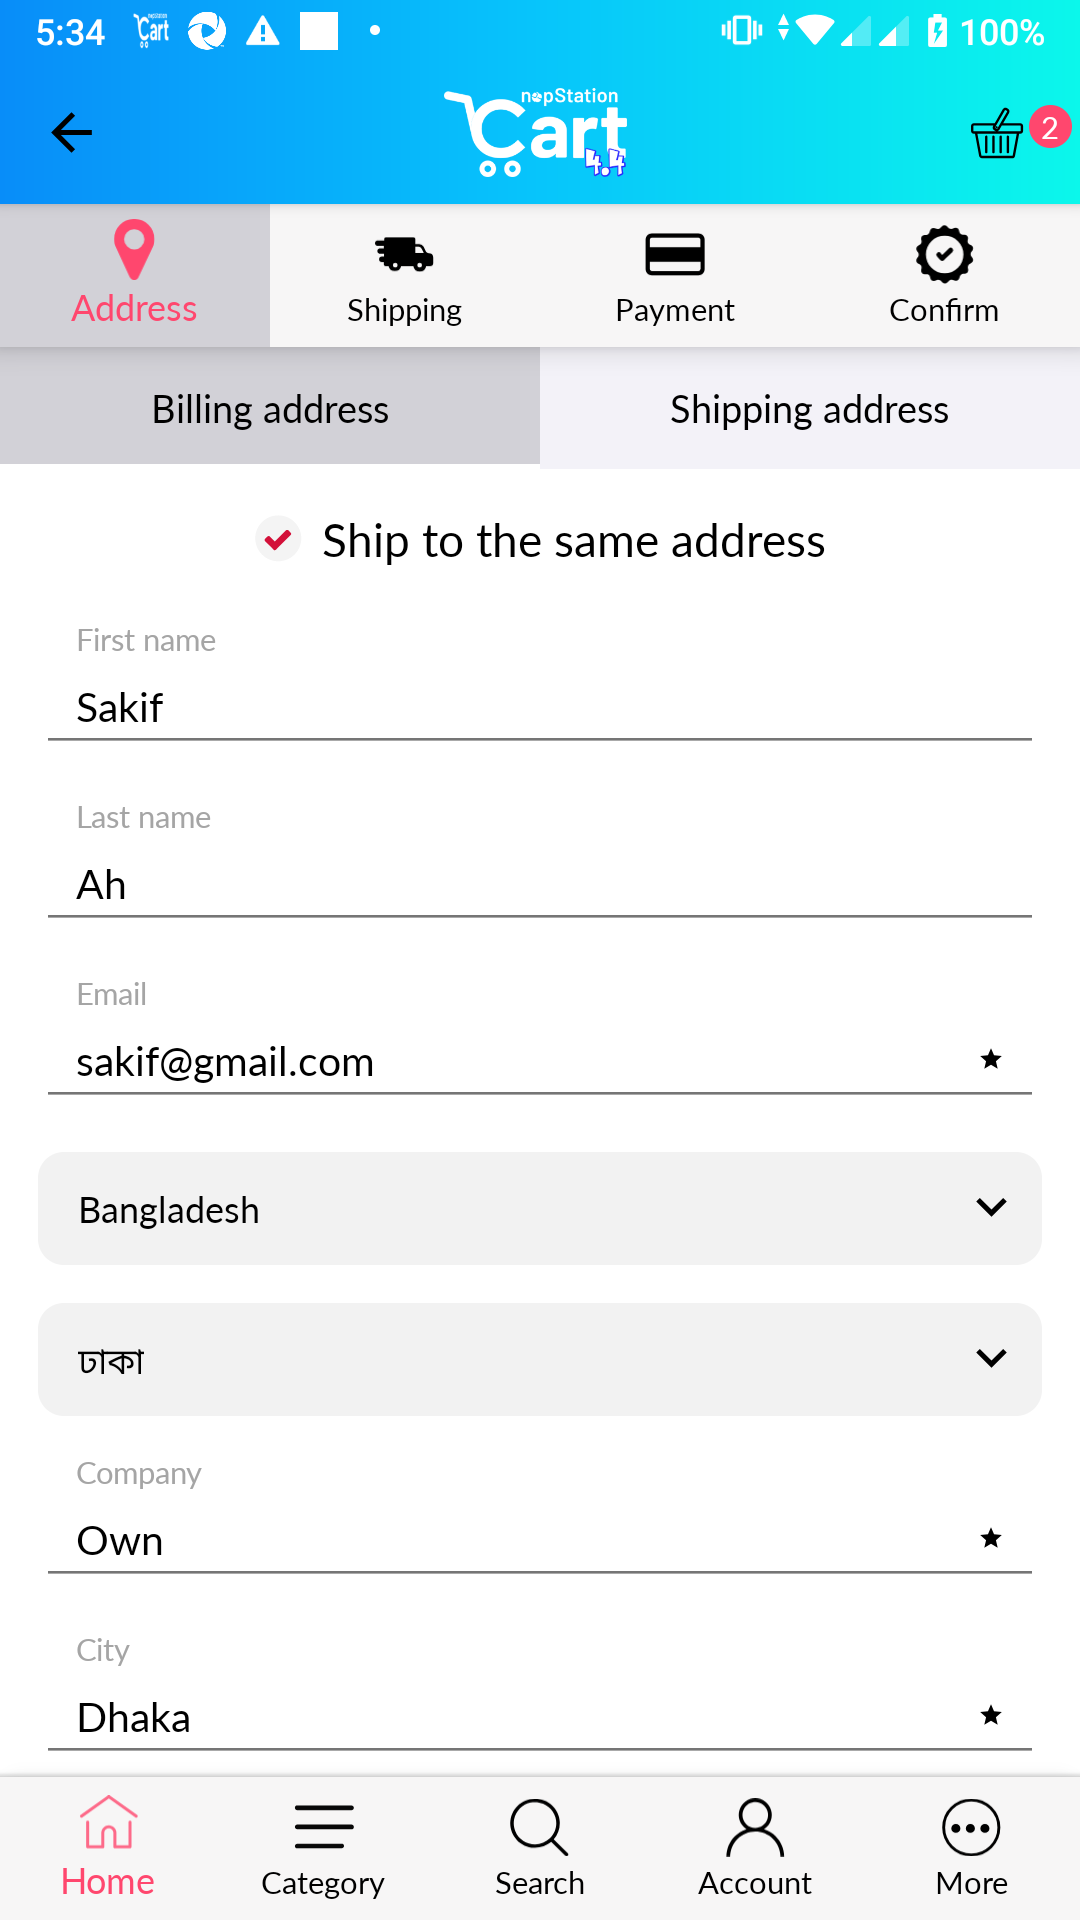 5:34 nopStation Cart 100%
nopStation
Cart
4.4
2
Address Shipping Payment Confirm
Billing address Shipping address
Ship to the same address
First name
Sakif
Last name
Ah
Email
sakif@gmail.com
Bangladesh
ঢাকা
Company
Own
City
Dhaka
Home Category Search Account More